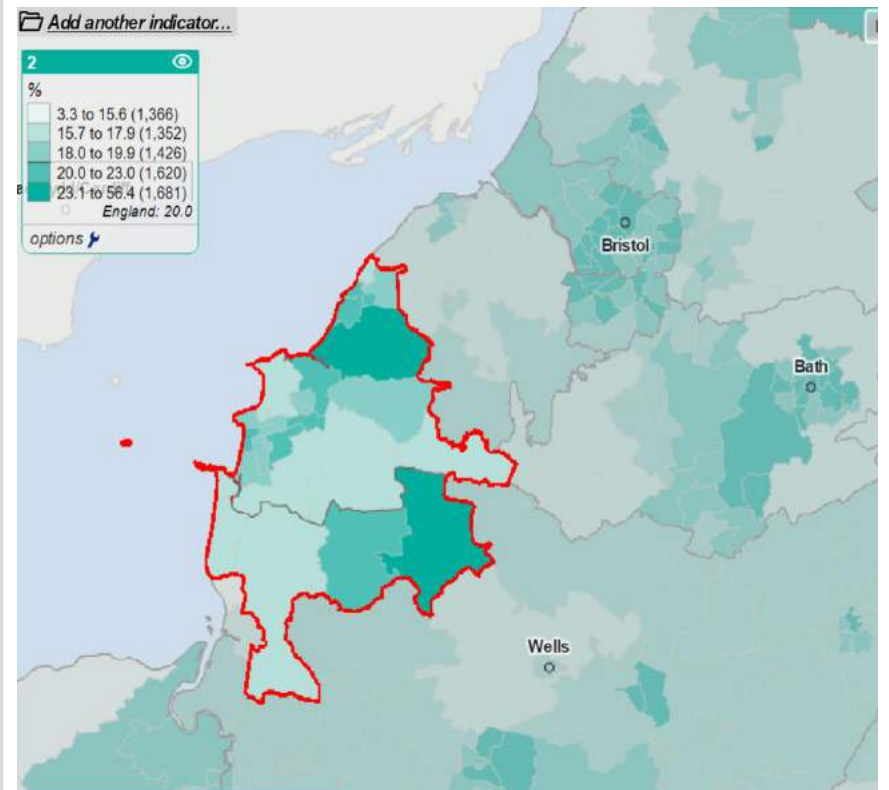 Add another indicator...
2
%
3.3 to 15.6 (1,366)
15.7 to 17.9 (1,352)
18.0 to 19.9 (1,426)
20.0 to 23.0 (1,620)
23.1 to 56.4 (1,681)
England: 20.0
options
Bristol
Bath
Wells